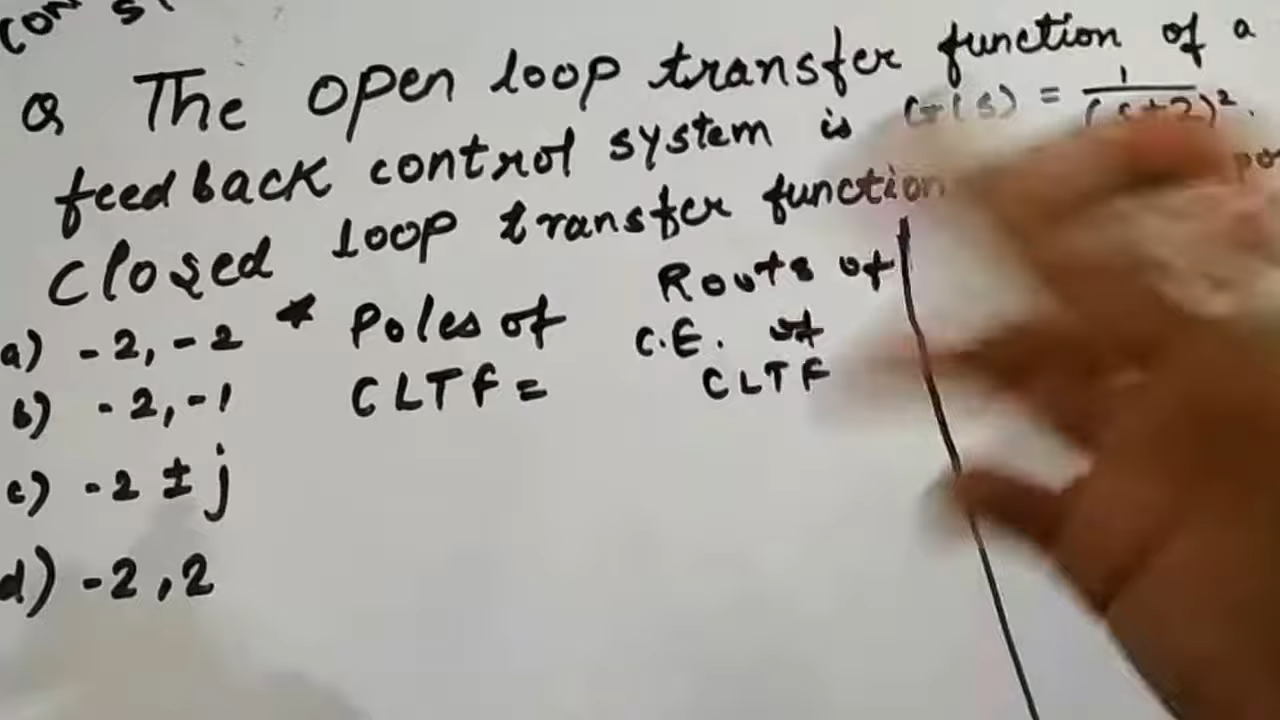 Q The open loop transfer function of a
feedback control system is G(s) = 1/(s+2)².
Closed loop transfer function
a) -2, -2
b) -2, -1
c) -2 ± j
d) -2, 2
* Poles of
CLTF =
Roots of
C.E. of
CLTF